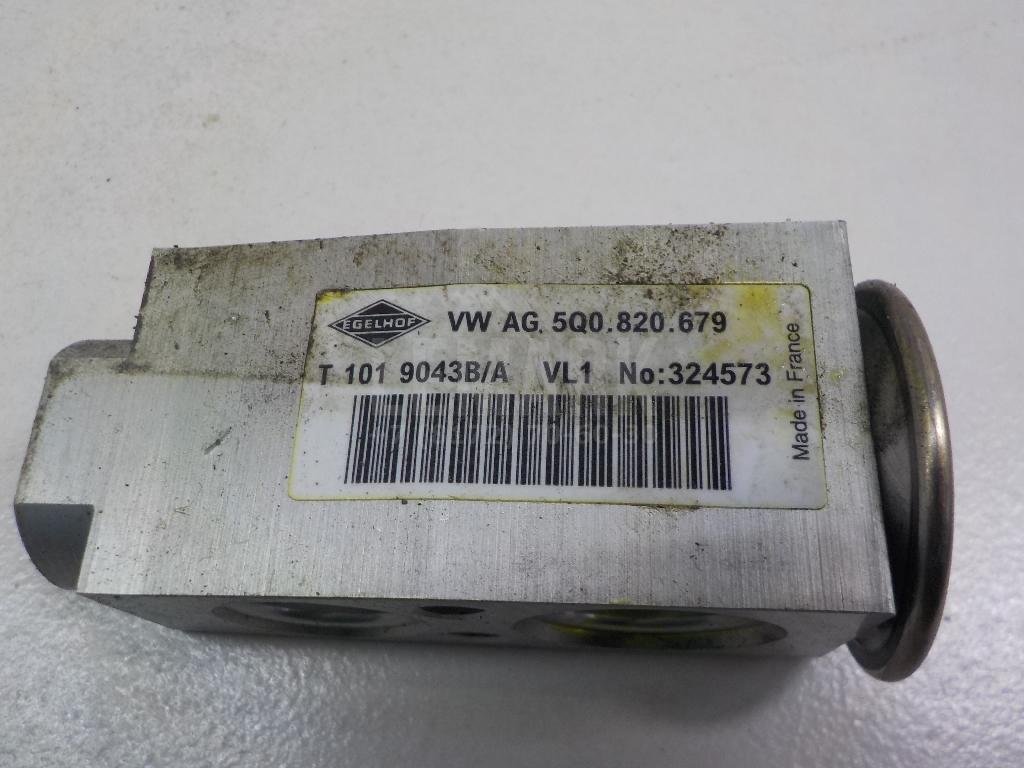 EGELHOF VW AG. 5Q0.820.679
T 101 9043B/A VL1 No:324573
Made in France